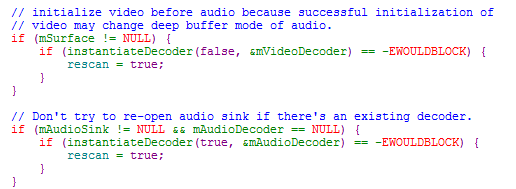 // initialize video before audio because successful initialization of
// video may change deep buffer mode of audio.
if (mSurface != NULL) {
if (instantiateDecoder(false, &mVideoDecoder) == -EWOULDBLOCK) {
rescan = true;
}
}
// Don't try to re-open audio sink if there's an existing decoder.
if (mAudioSink != NULL && mAudioDecoder == NULL) {
if (instantiateDecoder(true, &mAudioDecoder) == -EWOULDBLOCK) {
rescan = true;
}
}